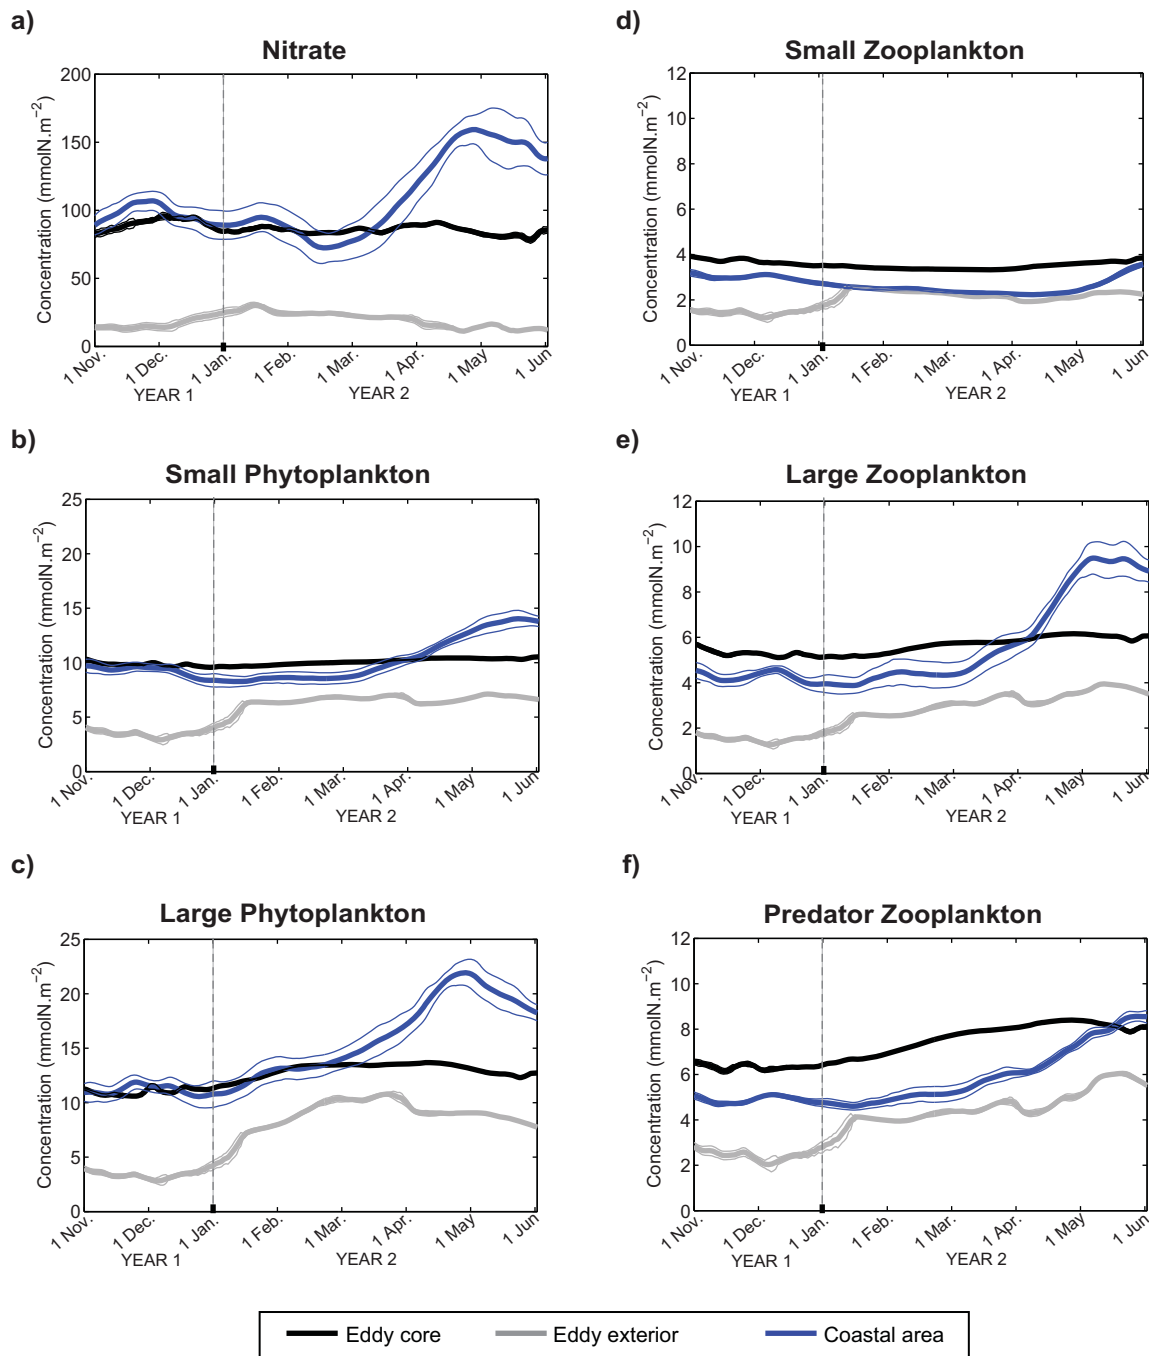 a)
Nitrate
Concentration (mmolN.m−2)
200
150
100
50
0
1 Nov.
1 Dec.
1 Jan.
1 Feb.
1 Mar.
1 Apr.
1 May
1 Jun
YEAR 1
YEAR 2
b)
Small Phytoplankton
Concentration (mmolN.m−2)
25
20
15
10
5
0
1 Nov.
1 Dec.
1 Jan.
1 Feb.
1 Mar.
1 Apr.
1 May
1 Jun
YEAR 1
YEAR 2
c)
Large Phytoplankton
Concentration (mmolN.m−2)
25
20
15
10
5
0
1 Nov.
1 Dec.
1 Jan.
1 Feb.
1 Mar.
1 Apr.
1 May
1 Jun
YEAR 1
YEAR 2
d)
Small Zooplankton
Concentration (mmolN.m−2)
12
10
8
6
4
2
0
1 Nov.
1 Dec.
1 Jan.
1 Feb.
1 Mar.
1 Apr.
1 May
1 Jun
YEAR 1
YEAR 2
e)
Large Zooplankton
Concentration (mmolN.m−2)
12
10
8
6
4
2
0
1 Nov.
1 Dec.
1 Jan.
1 Feb.
1 Mar.
1 Apr.
1 May
1 Jun
YEAR 1
YEAR 2
f)
Predator Zooplankton
Concentration (mmolN.m−2)
12
10
8
6
4
2
0
1 Nov.
1 Dec.
1 Jan.
1 Feb.
1 Mar.
1 Apr.
1 May
1 Jun
YEAR 1
YEAR 2
Eddy core
Eddy exterior
Coastal area